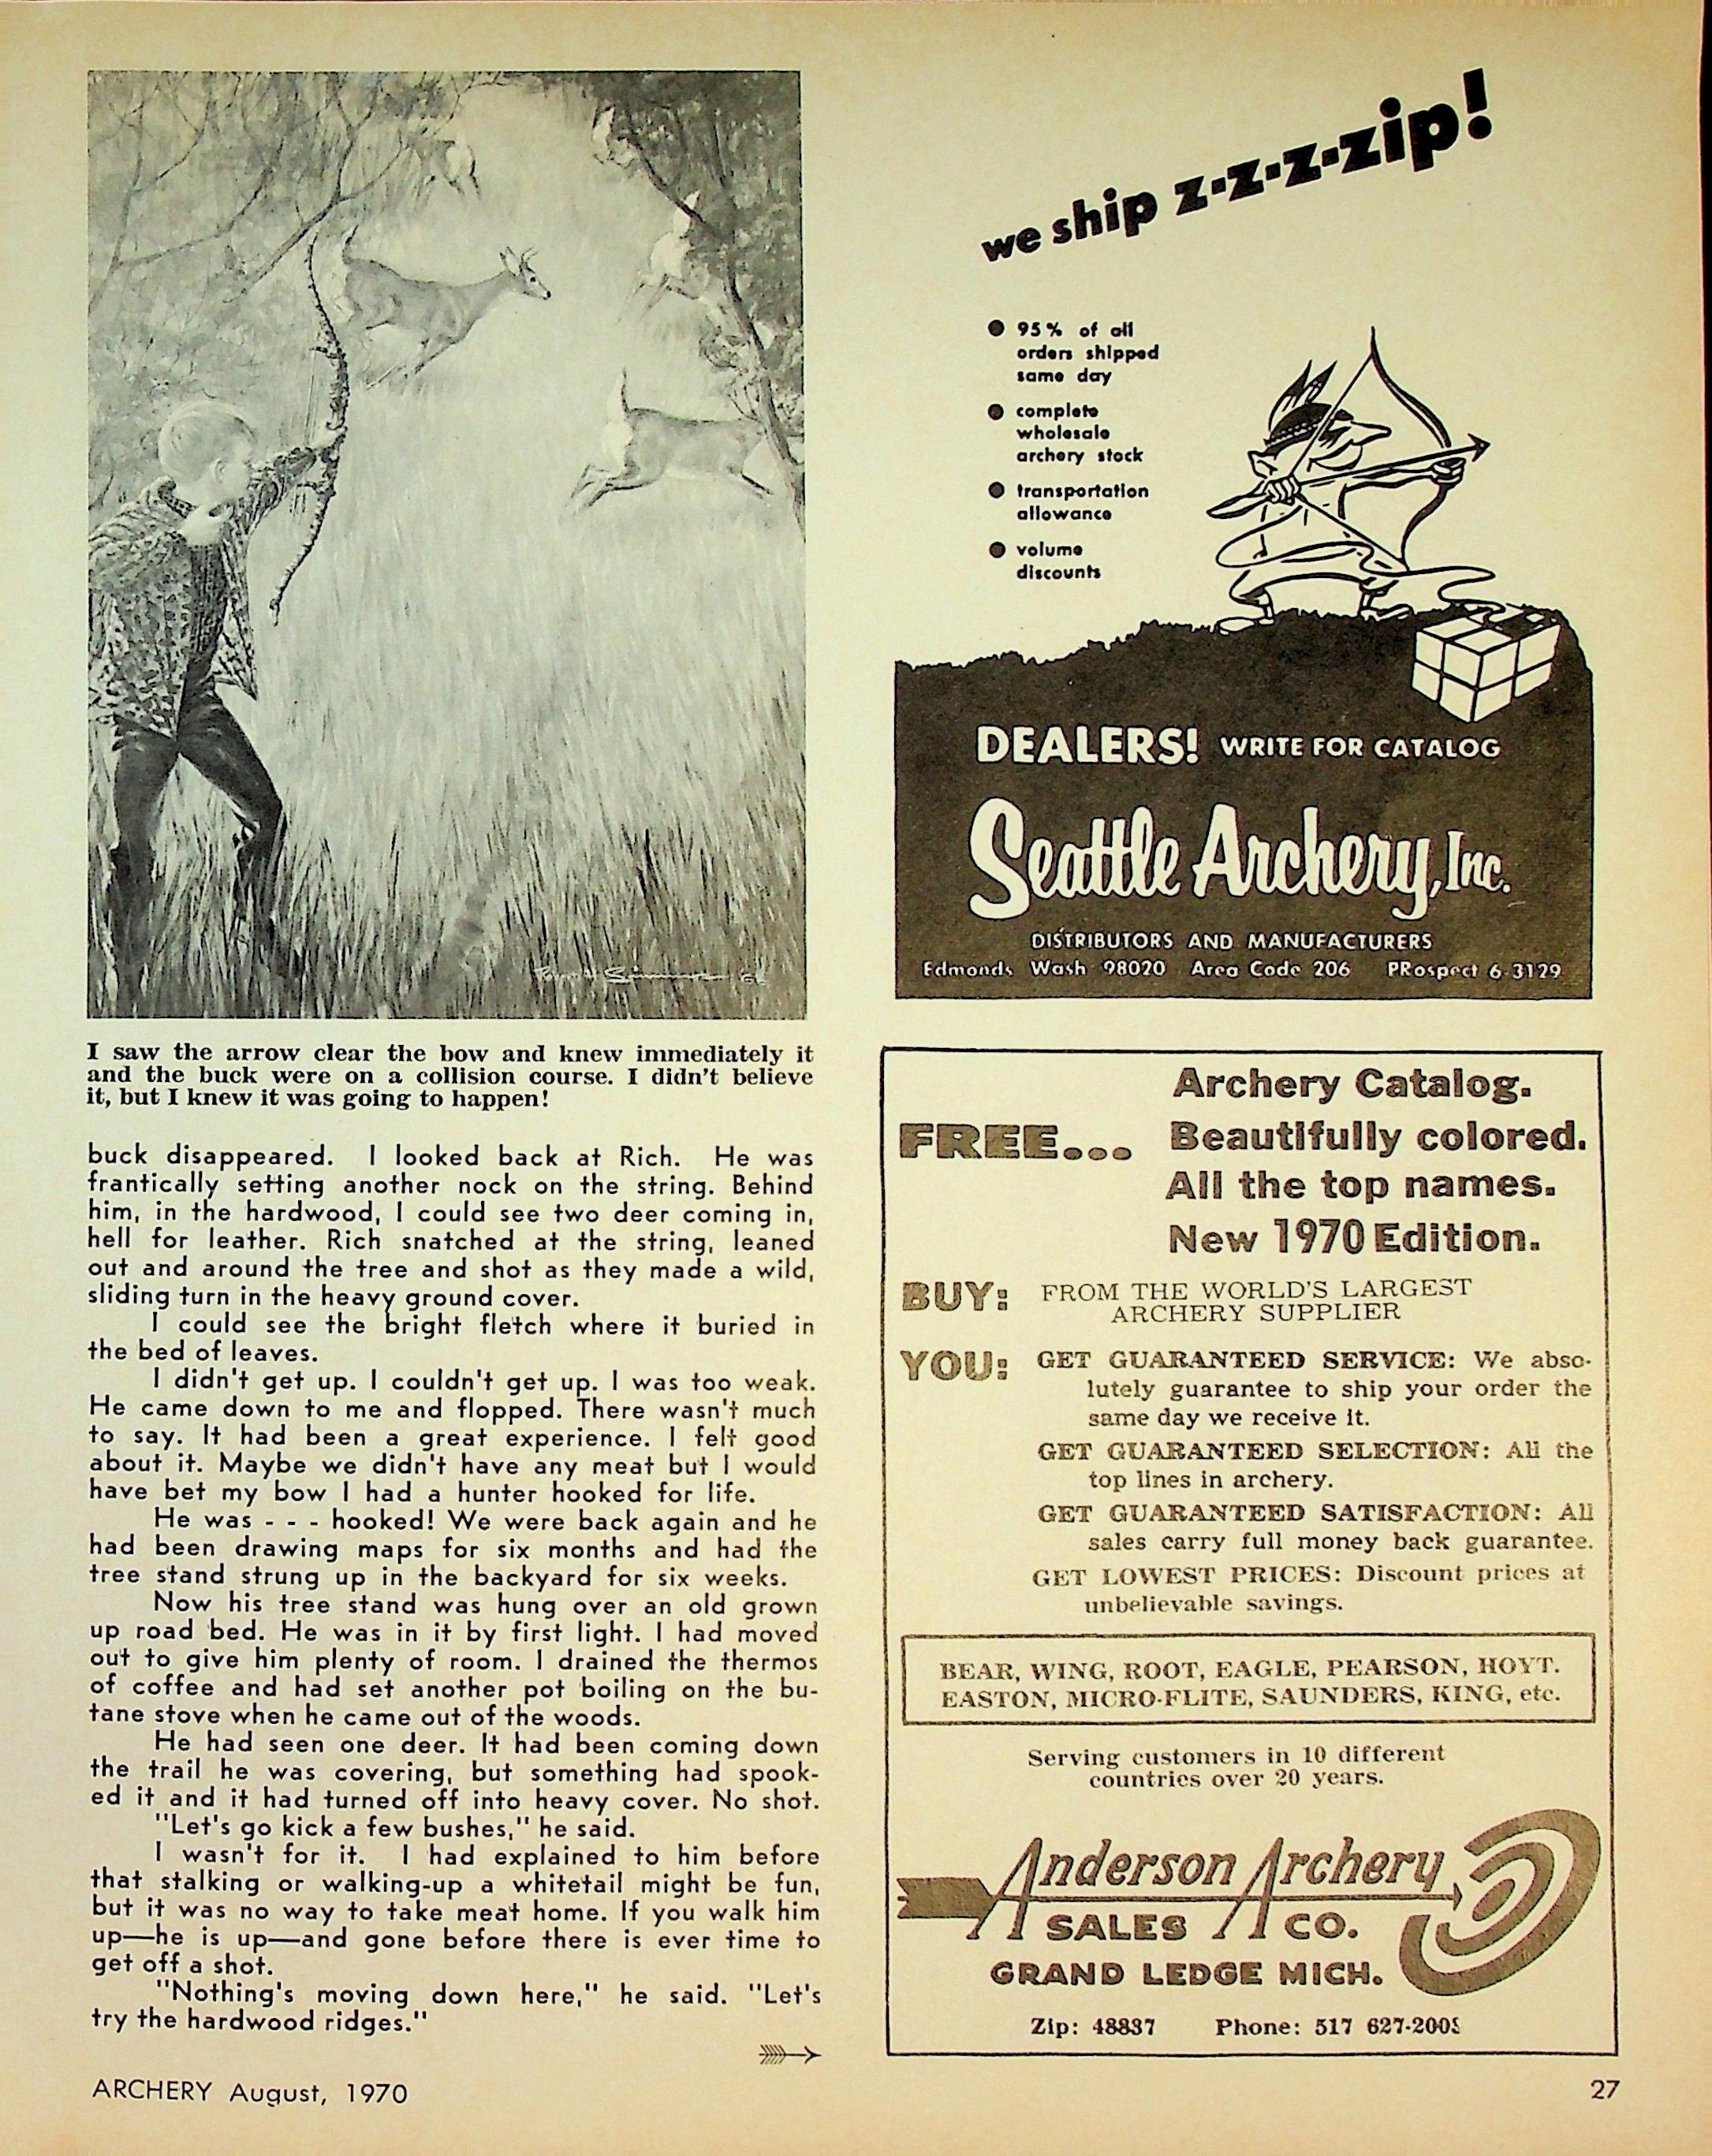 I saw the arrow clear the bow and knew immediately it
and the buck were on a collision course. I didn't believe
it, but I knew it was going to happen!
buck disappeared. I looked back at Rich. He was
frantically setting another nock on the string. Behind
him, in the hardwood, I could see two deer coming in,
hell for leather. Rich snatched at the string, leaned
out and around the tree and shot as they made a wild,
sliding turn in the heavy ground cover.
I could see the bright fletch where it buried in
the bed of leaves.
I didn't get up. I couldn't get up. I was too weak.
He came down to me and flopped. There wasn't much
to say. It had been a great experience. I felt good
about it. Maybe we didn't have any meat but I would
have bet my bow I had a hunter hooked for life.
He was - - - hooked! We were back again and he
had been drawing maps for six months and had the
tree stand strung up in the backyard for six weeks.
Now his tree stand was hung over an old grown
up road bed. He was in it by first light. I had moved
out to give him plenty of room. I drained the thermos
of coffee and had set another pot boiling on the bu-
tane stove when he came out of the woods.
He had seen one deer. It had been coming down
the trail he was covering, but something had spook-
ed it and it had turned off into heavy cover. No shot.
"Let's go kick a few bushes," he said.
I wasn't for it. I had explained to him before
that stalking or walking-up a whitetail might be fun,
but it was no way to take meat home. If you walk him
up—he is up—and gone before there is ever time to
get off a shot.
"Nothing's moving down here," he said. "Let's
try the hardwood ridges."
we ship z-z-z-zip!
● 95% of all
orders shipped
same day
● complete
wholesale
archery stock
● transportation
allowance
● volume
discounts
DEALERS! WRITE FOR CATALOG
Seattle Archery, Inc.
DISTRIBUTORS AND MANUFACTURERS
Edmonds Wash 98020 Area Code 206 PRospect 6-3129
FREE... Archery Catalog.
Beautifully colored.
All the top names.
New 1970 Edition.
BUY: FROM THE WORLD'S LARGEST
ARCHERY SUPPLIER
YOU: GET GUARANTEED SERVICE: We abso-
lutely guarantee to ship your order the
same day we receive it.
GET GUARANTEED SELECTION: All the
top lines in archery.
GET GUARANTEED SATISFACTION: All
sales carry full money back guarantee.
GET LOWEST PRICES: Discount prices at
unbelievable savings.
BEAR, WING, ROOT, EAGLE, PEARSON, HOYT.
EASTON, MICRO-FLITE, SAUNDERS, KING, etc.
Serving customers in 10 different
countries over 20 years.
Anderson Archery
SALES CO.
GRAND LEDGE MICH.
Zip: 48837 Phone: 517
ARCHERY August, 1970
27